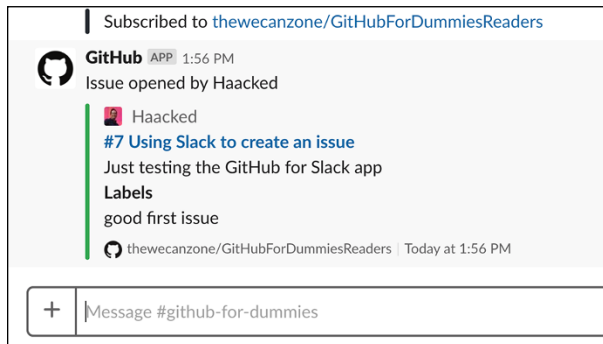 Subscribed to thewecanzone/GitHubForDummiesReaders
GitHub APP 1:56 PM
Issue opened by Haacked
Haacked
#7 Using Slack to create an issue
Just testing the GitHub for Slack app
Labels
good first issue
thewecanzone/GitHubForDummiesReaders | Today at 1:56 PM
+ Message #github-for-dummies